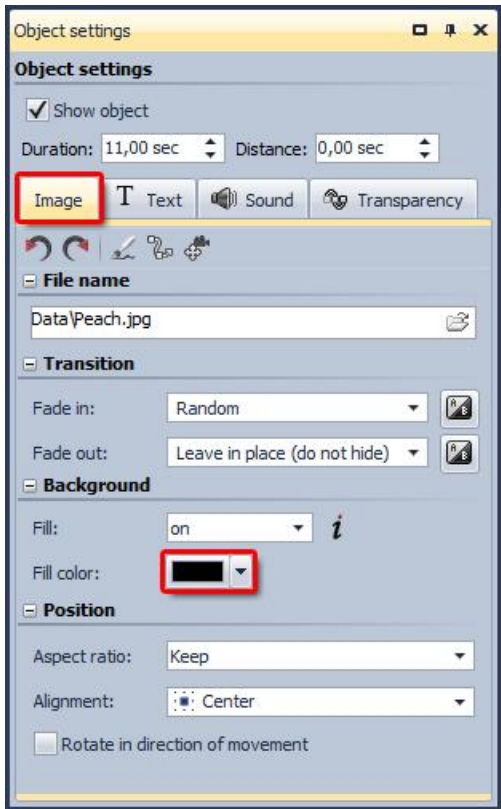 Object settings
Object settings
Show object
Duration: 11,00 sec Distance: 0,00 sec
Image T Text Sound Transparency
File name
Data\Peach.jpg
Transition
Fade in: Random A B
Fade out: Leave in place (do not hide) A B
Background
Fill: on i
Fill color:
Position
Aspect ratio: Keep
Alignment: Center
Rotate in direction of movement